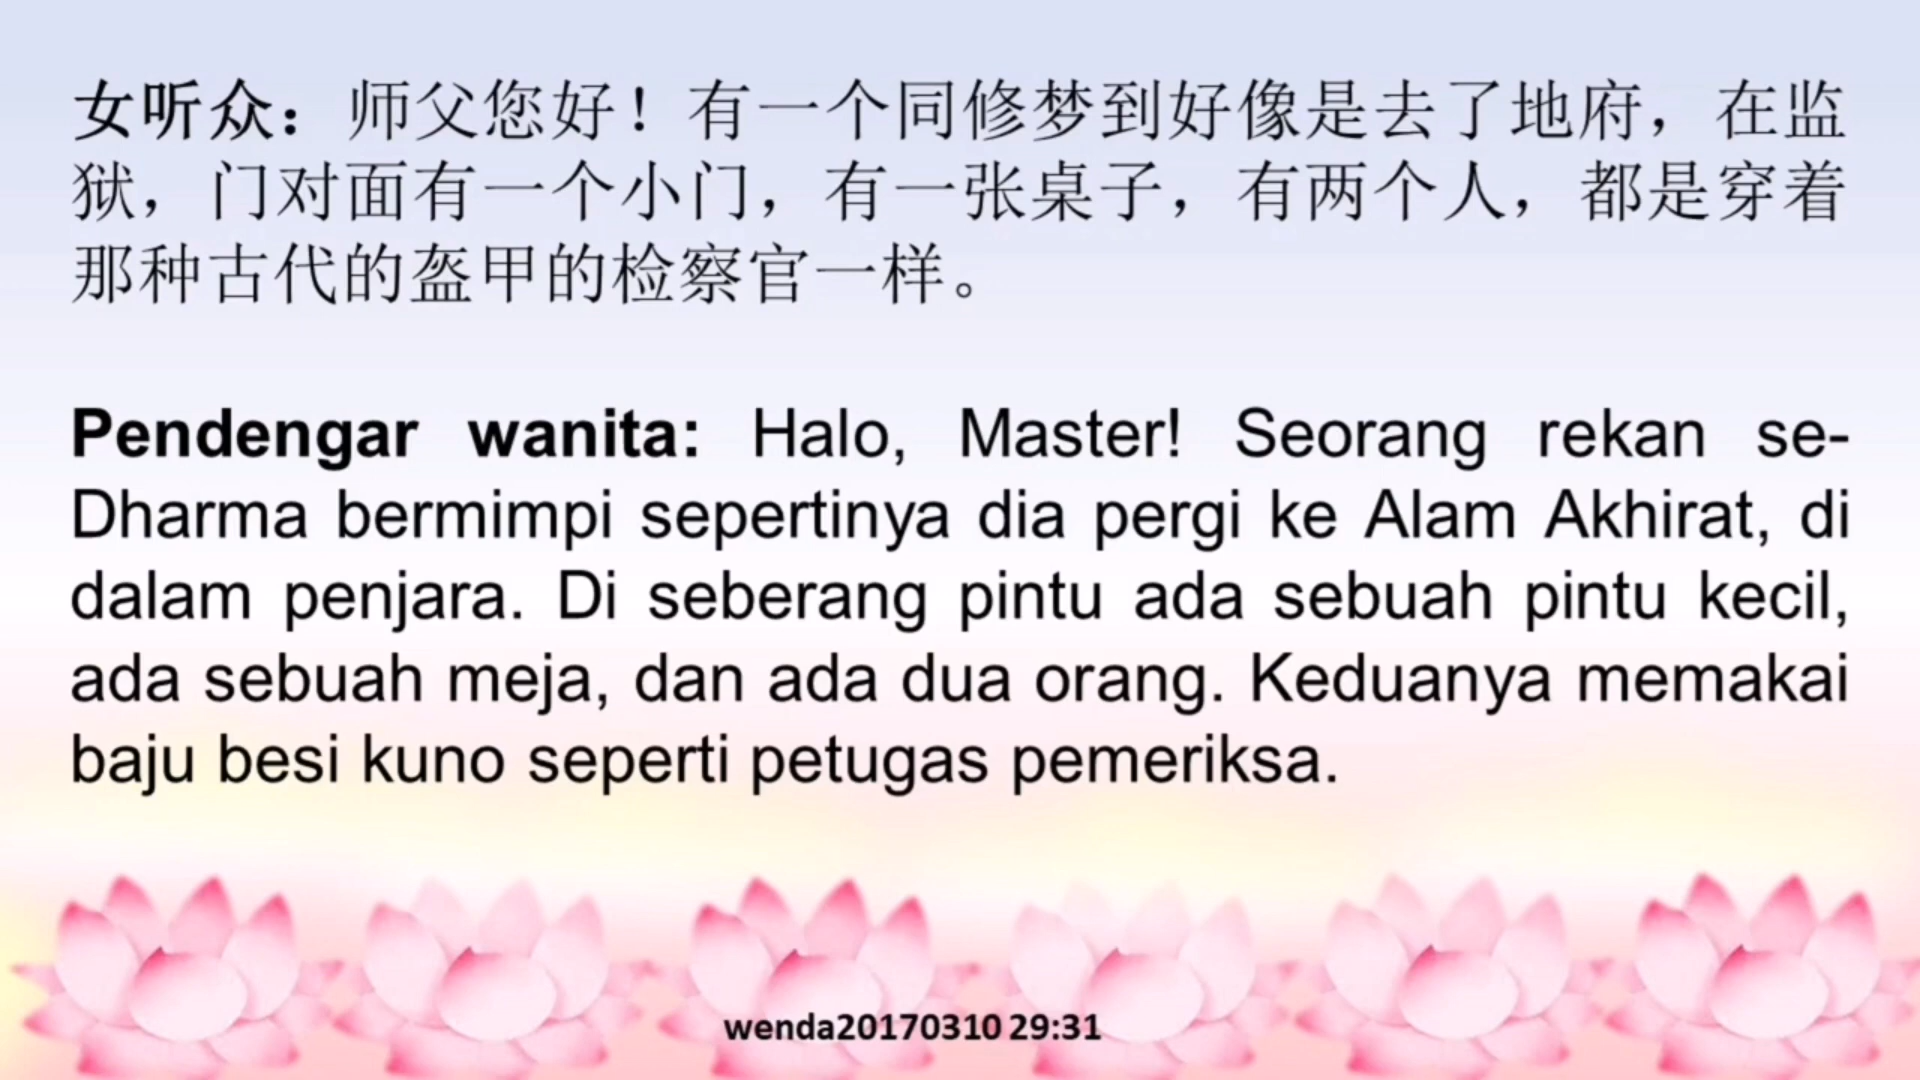 女听众：师父您好！有一个同修梦到好像是去了地府，在监
狱，门对面有一个小门，有一张桌子，有两个人，都是穿着
那种古代的盔甲的检察官一样。
Pendengar wanita: Halo, Master! Seorang rekan se-
Dharma bermimpi sepertinya dia pergi ke Alam Akhirat, di
dalam penjara. Di seberang pintu ada sebuah pintu kecil,
ada sebuah meja, dan ada dua orang. Keduanya memakai
baju besi kuno seperti petugas pemeriksa.
wenda20170310 29:31